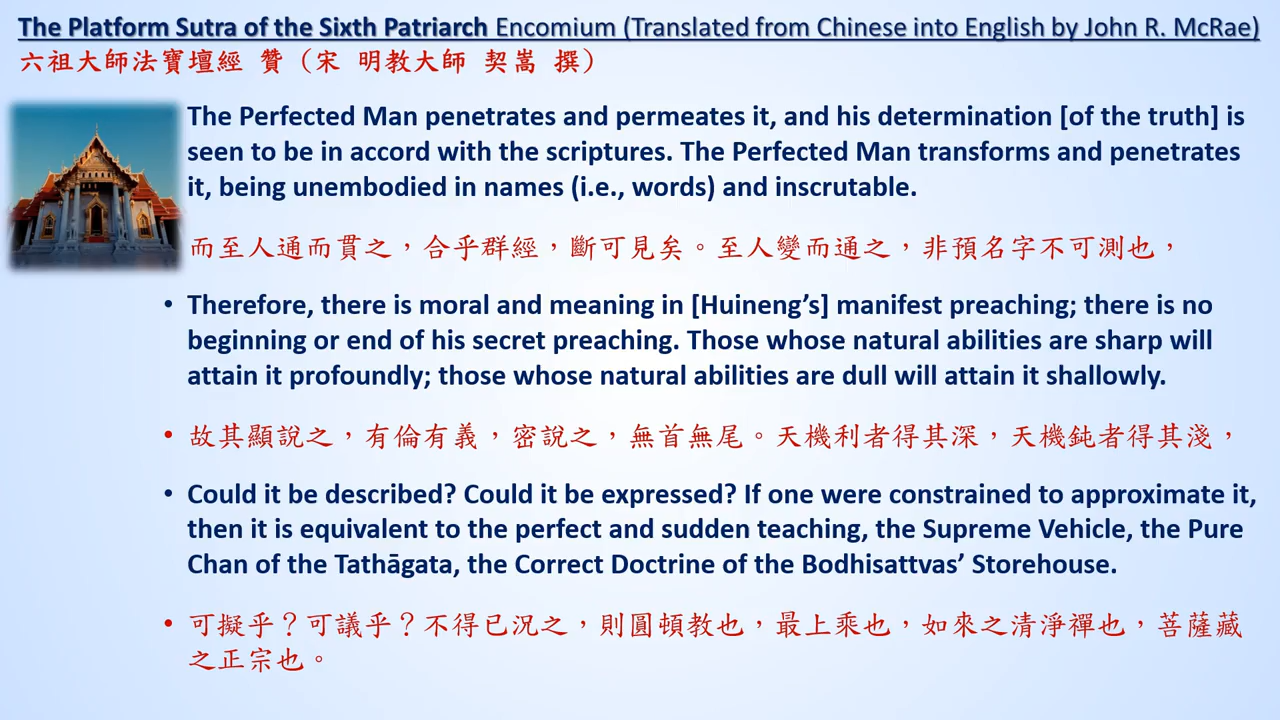 The Platform Sutra of the Sixth Patriarch Encomium (Translated from Chinese into English by John R. McRae)
六祖大師法寶壇經 贊 (宋 明教大師 契嵩 撰)
The Perfected Man penetrates and permeates it, and his determination [of the truth] is
seen to be in accord with the scriptures. The Perfected Man transforms and penetrates
it, being unembodied in names (i.e., words) and inscrutable.
而至人通而貫之，合乎群經，斷可見矣。至人變而通之，非預名字不可測也，
• Therefore, there is moral and meaning in [Huineng’s] manifest preaching; there is no
beginning or end of his secret preaching. Those whose natural abilities are sharp will
attain it profoundly; those whose natural abilities are dull will attain it shallowly.
• 故其顯說之，有倫有義，密說之，無首無尾。天機利者得其深，天機鈍者得其淺，
• Could it be described? Could it be expressed? If one were constrained to approximate it,
then it is equivalent to the perfect and sudden teaching, the Supreme Vehicle, the Pure
Chan of the Tathāgata, the Correct Doctrine of the Bodhisattvas’ Storehouse.
• 可擬乎？可議乎？不得已況之，則圓頓教也，最上乘也，如來之清淨禪也，菩薩藏
之正宗也。